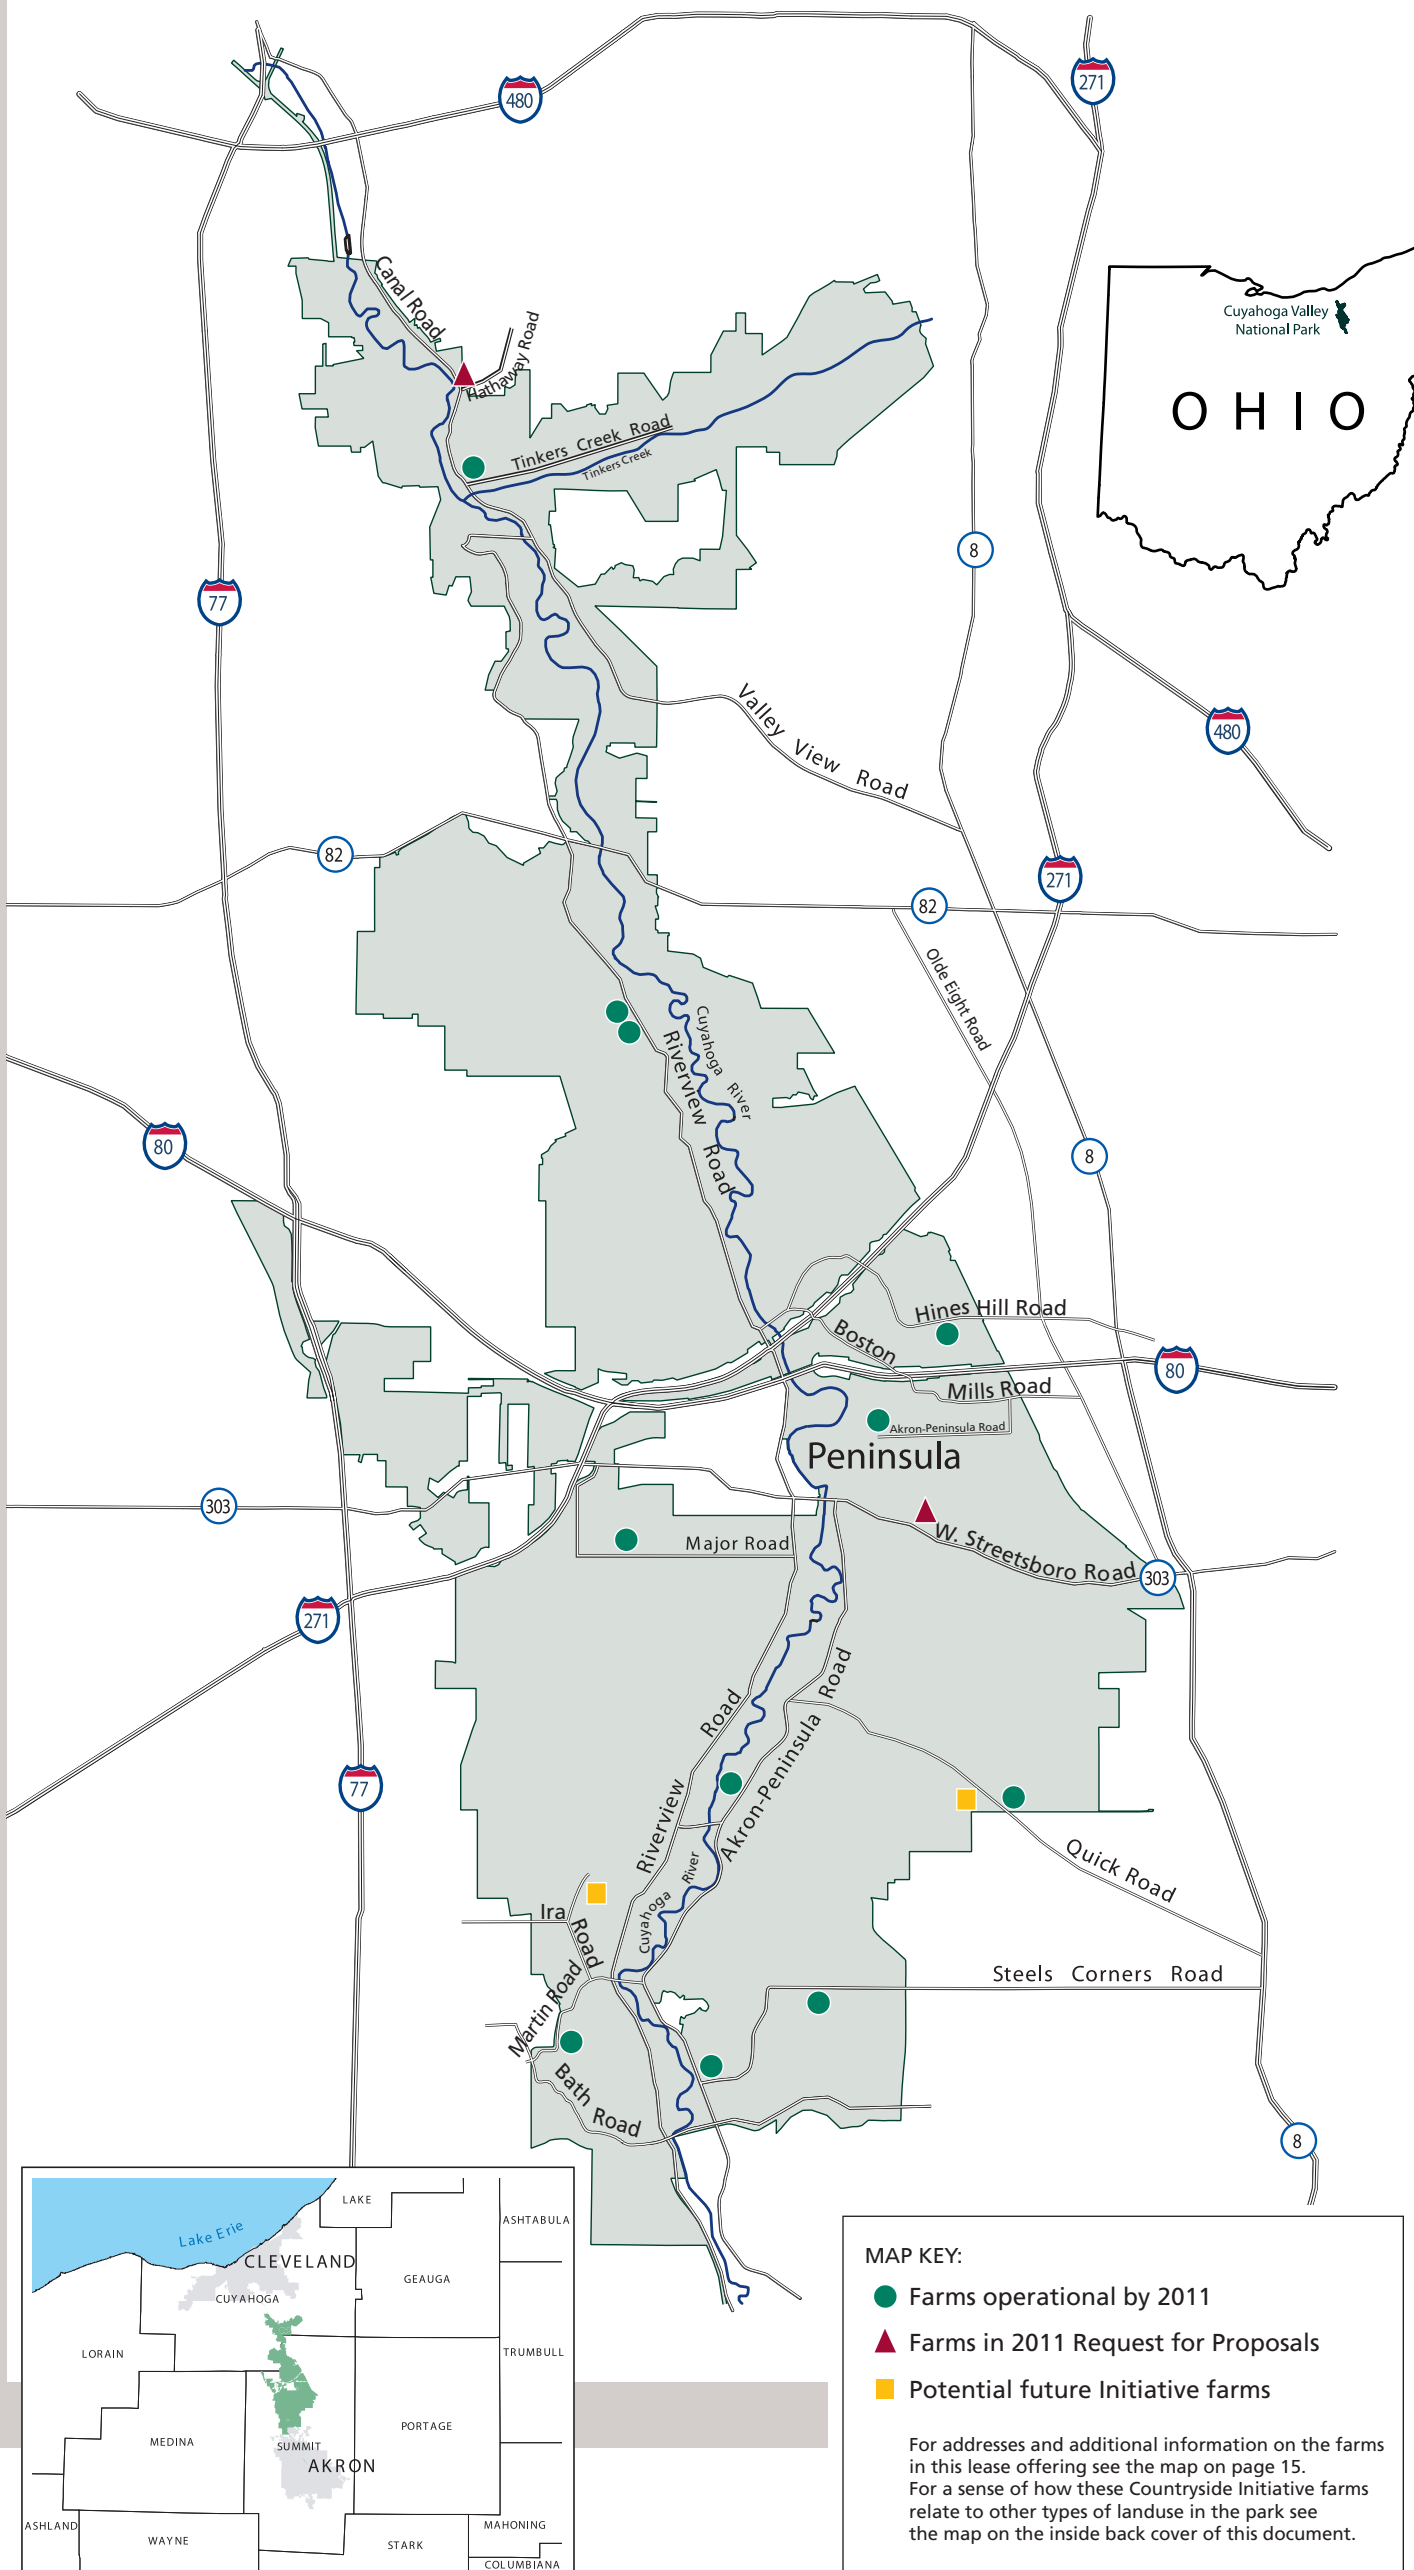 480
271
Canal Road
Hathaway Road
Cuyahoga Valley
National Park
OHIO
Tinkers Creek Road
Tinkers Creek
8
77
Valley View Road
480
82
271
82
Olde Eight Road
Cuyahoga River
Riverview Road
80
8
Hines Hill Road
Boston Mills Road
80
Akron-Peninsula Road
Peninsula
303
Major Road
W. Streetsboro Road
303
271
Riverview Road
Akron-Peninsula Road
77
Quick Road
Cuyahoga River
Ira Road
Steels Corners Road
Martin Road
Bath Road
8
LAKE
ASHTABULA
Lake Erie
CLEVELAND
GEAUGA
CUYAHOGA
LORAIN
TRUMBULL
PORTAGE
MEDINA
SUMMIT
AKRON
ASHLAND
WAYNE
STARK
MAHONING
COLUMBIANA
MAP KEY:
Farms operational by 2011
Farms in 2011 Request for Proposals
Potential future Initiative farms
For addresses and additional information on the farms
in this lease offering see the map on page 15.
For a sense of how these Countryside Initiative farms
relate to other types of landuse in the park see
the map on the inside back cover of this document.